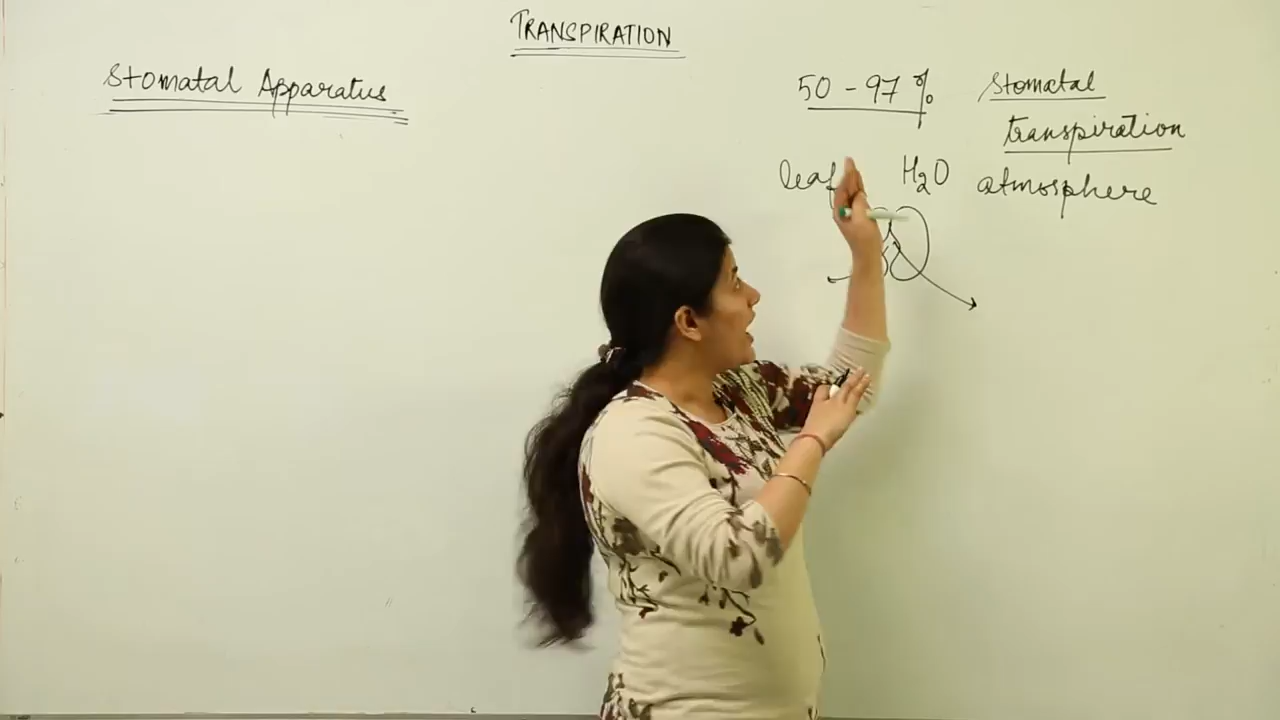 TRANSPIRATION
Stomatal Apparatus
50 - 97 % Stomatal
transpiration
leaf H₂O atmosphere